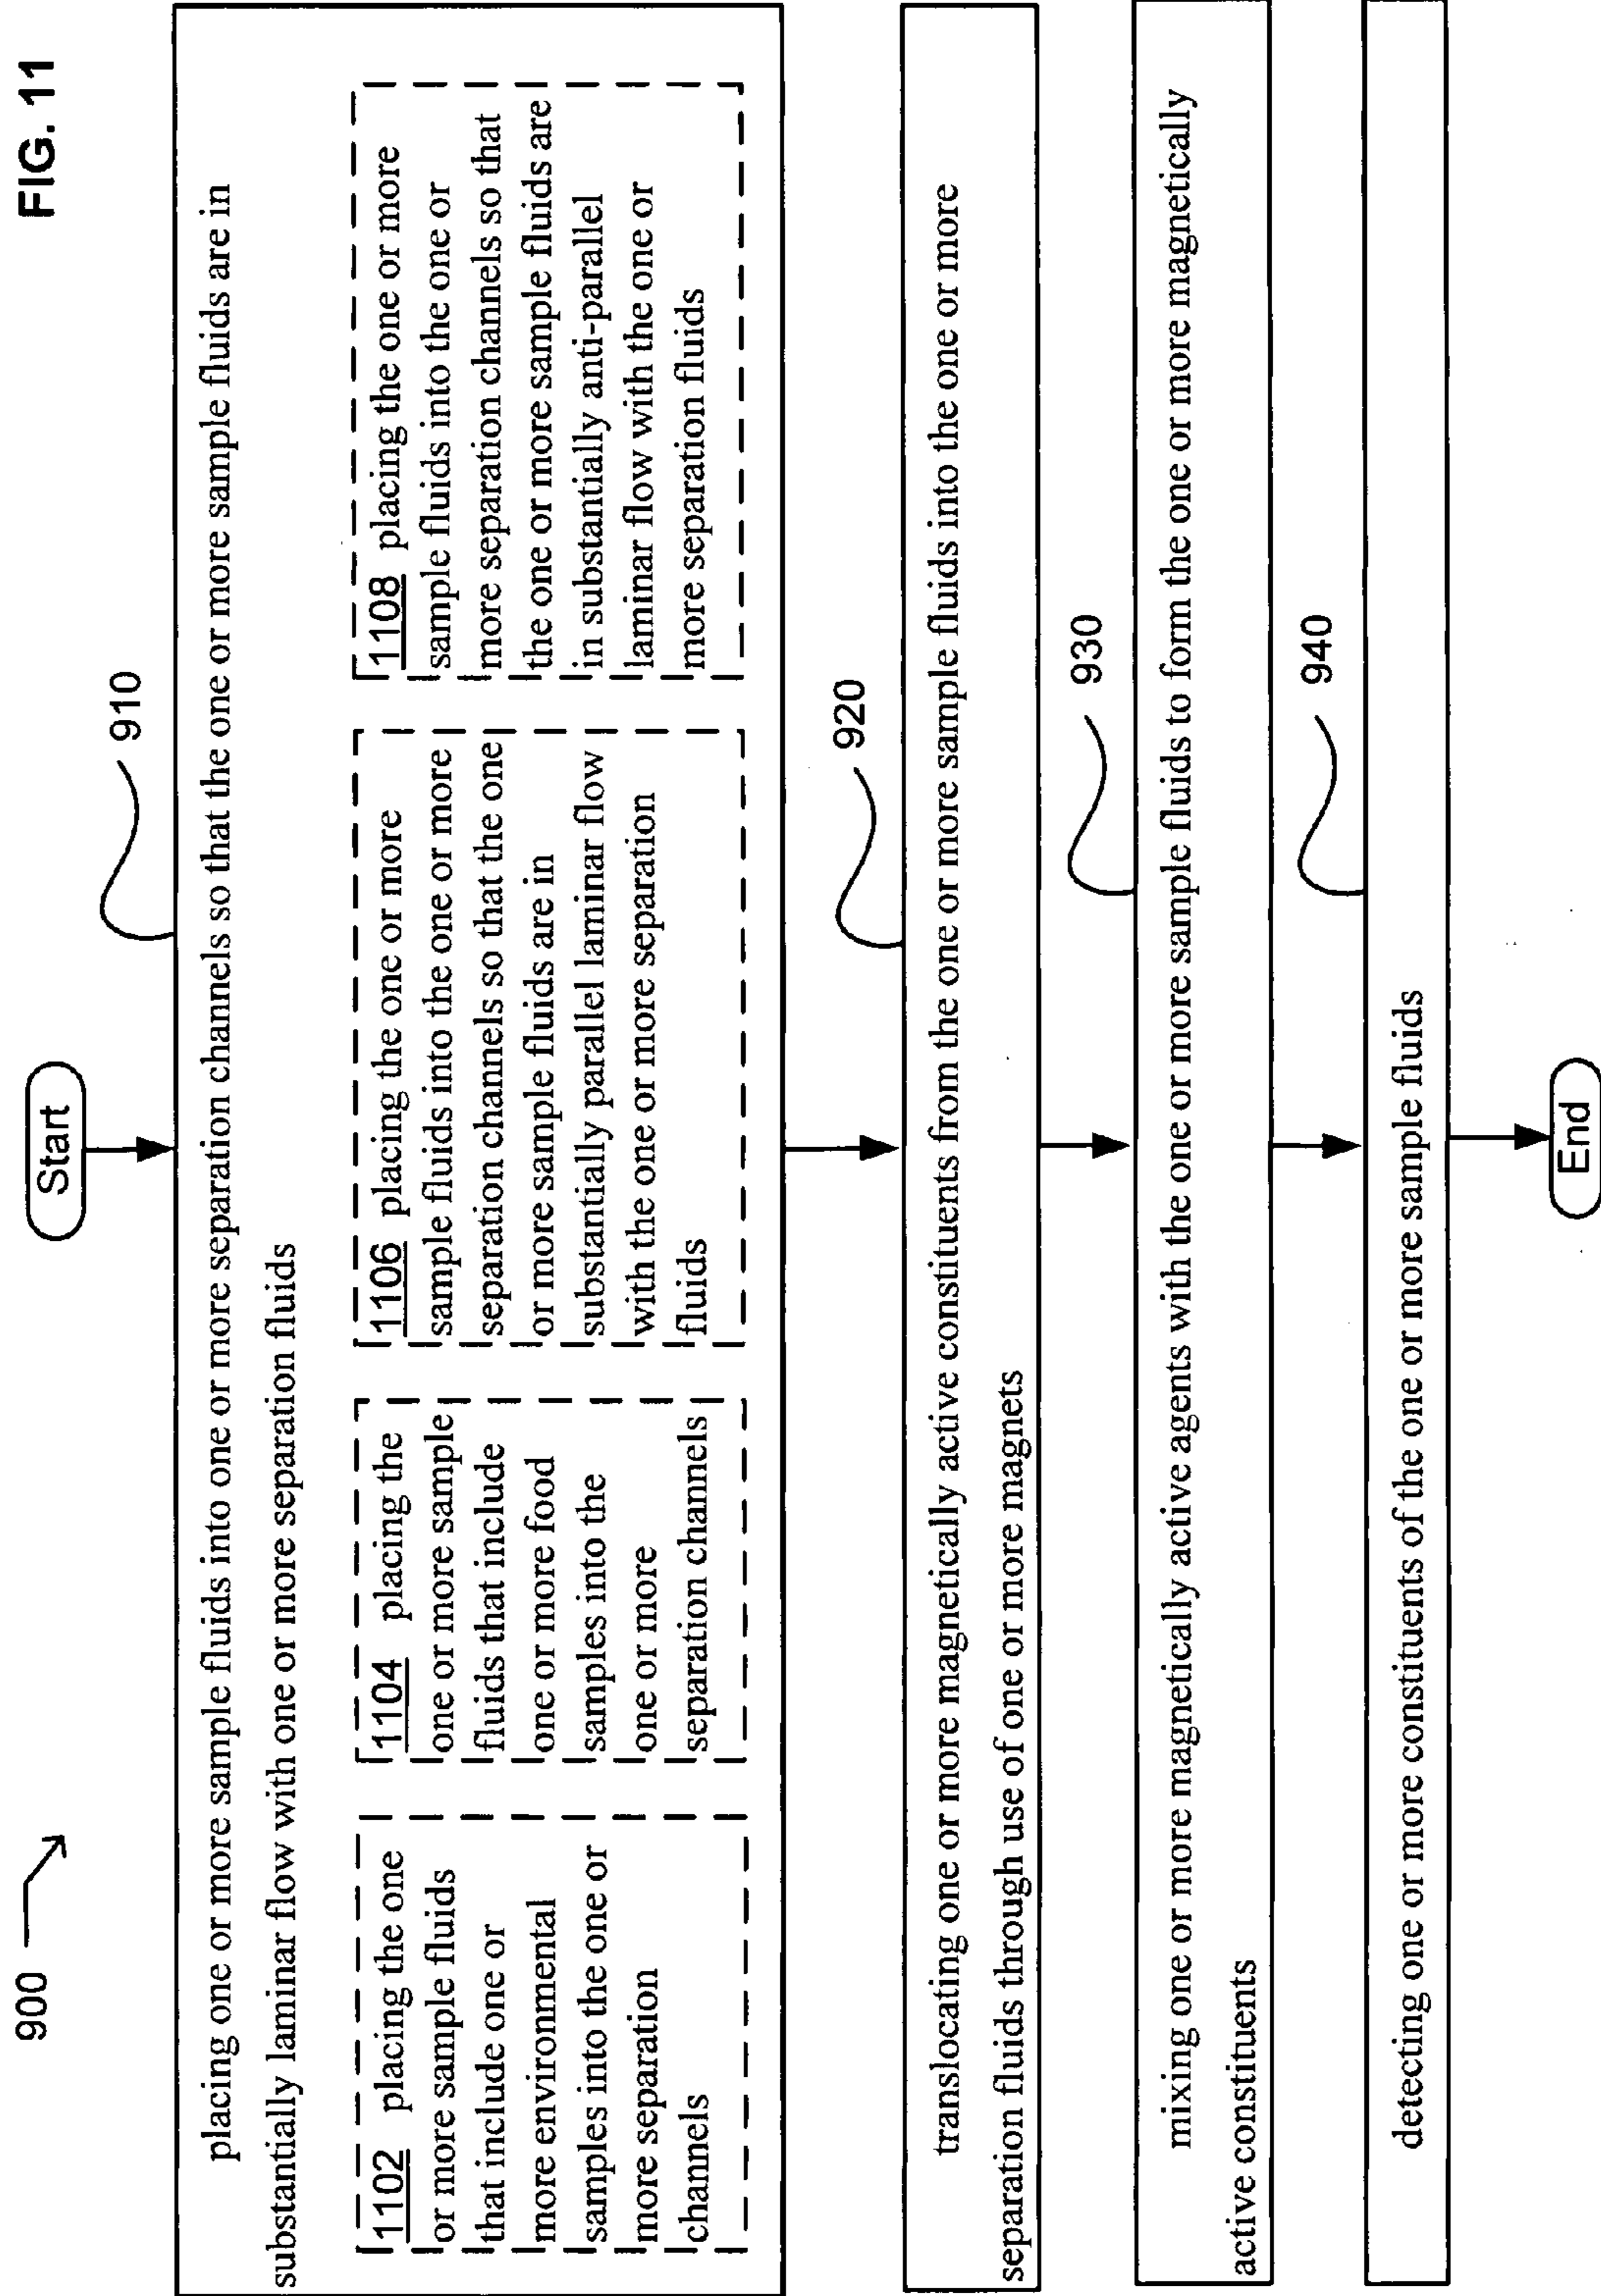 FIG. 11
900
Start
910
placing one or more sample fluids into one or more separation channels so that the one or more sample fluids are in
substantially laminar flow with one or more separation fluids
1102 placing the one
or more sample fluids
that include one or
more environmental
samples into the one or
more separation
channels
1104 placing the
one or more sample
fluids that include
one or more food
samples into the
one or more
separation channels
1106 placing the one or more
sample fluids into the one or more
separation channels so that the one
or more sample fluids are in
substantially parallel laminar flow
with the one or more separation
fluids
1108 placing the one or more
sample fluids into the one or
more separation channels so that
the one or more sample fluids are
in substantially anti-parallel
laminar flow with the one or
more separation fluids
920
translocating one or more magnetically active constituents from the one or more sample fluids into the one or more
separation fluids through use of one or more magnets
930
mixing one or more magnetically active agents with the one or more sample fluids to form the one or more magnetically
active constituents
940
detecting one or more constituents of the one or more sample fluids
End